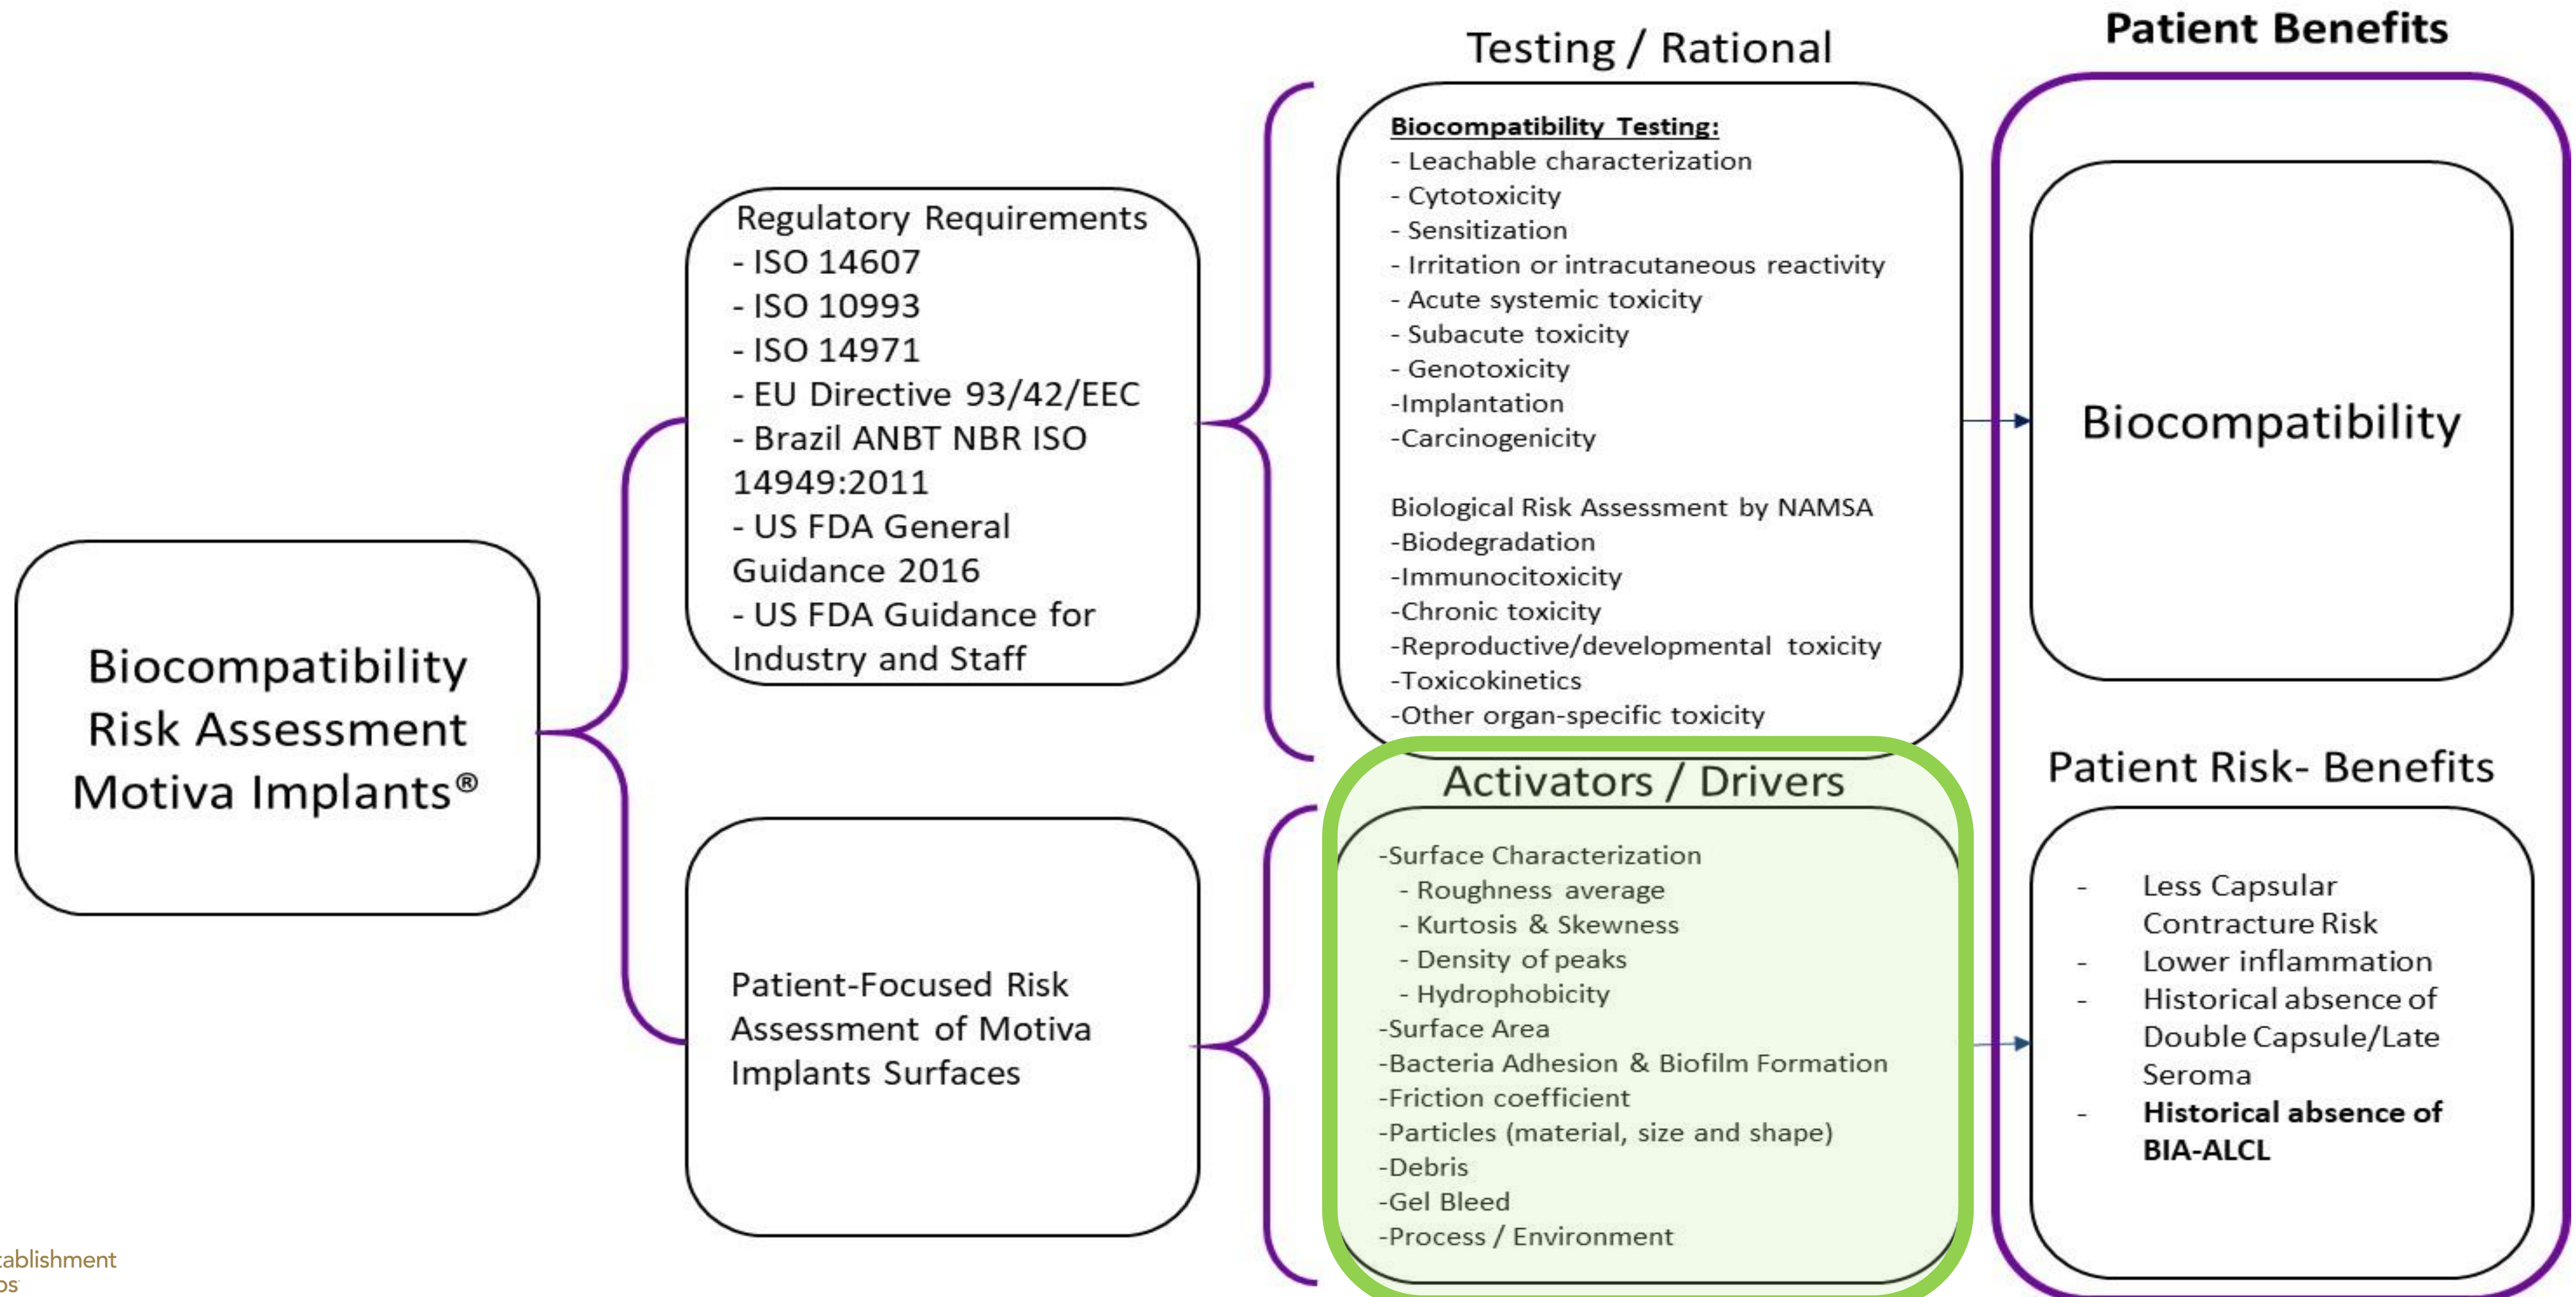 Biocompatibility
Risk Assessment
Motiva Implants®
Regulatory Requirements
- ISO 14607
- ISO 10993
- ISO 14971
- EU Directive 93/42/EEC
- Brazil ANBT NBR ISO
14949:2011
- US FDA General
Guidance 2016
- US FDA Guidance for
Industry and Staff
Patient-Focused Risk
Assessment of Motiva
Implants Surfaces
Testing / Rational
Biocompatibility Testing:
- Leachable characterization
- Cytotoxicity
- Sensitization
- Irritation or intracutaneous reactivity
- Acute systemic toxicity
- Subacute toxicity
- Genotoxicity
-Implantation
-Carcinogenicity
Biological Risk Assessment by NAMSA
-Biodegradation
-Immunocitoxicity
-Chronic toxicity
-Reproductive/developmental toxicity
-Toxicokinetics
-Other organ-specific toxicity
Activators / Drivers
-Surface Characterization
- Roughness average
- Kurtosis & Skewness
- Density of peaks
- Hydrophobicity
-Surface Area
-Bacteria Adhesion & Biofilm Formation
-Friction coefficient
-Particles (material, size and shape)
-Debris
-Gel Bleed
-Process / Environment
Patient Benefits
Biocompatibility
Patient Risk- Benefits
- Less Capsular
Contracture Risk
- Lower inflammation
- Historical absence of
Double Capsule/Late
Seroma
- Historical absence of
BIA-ALCL